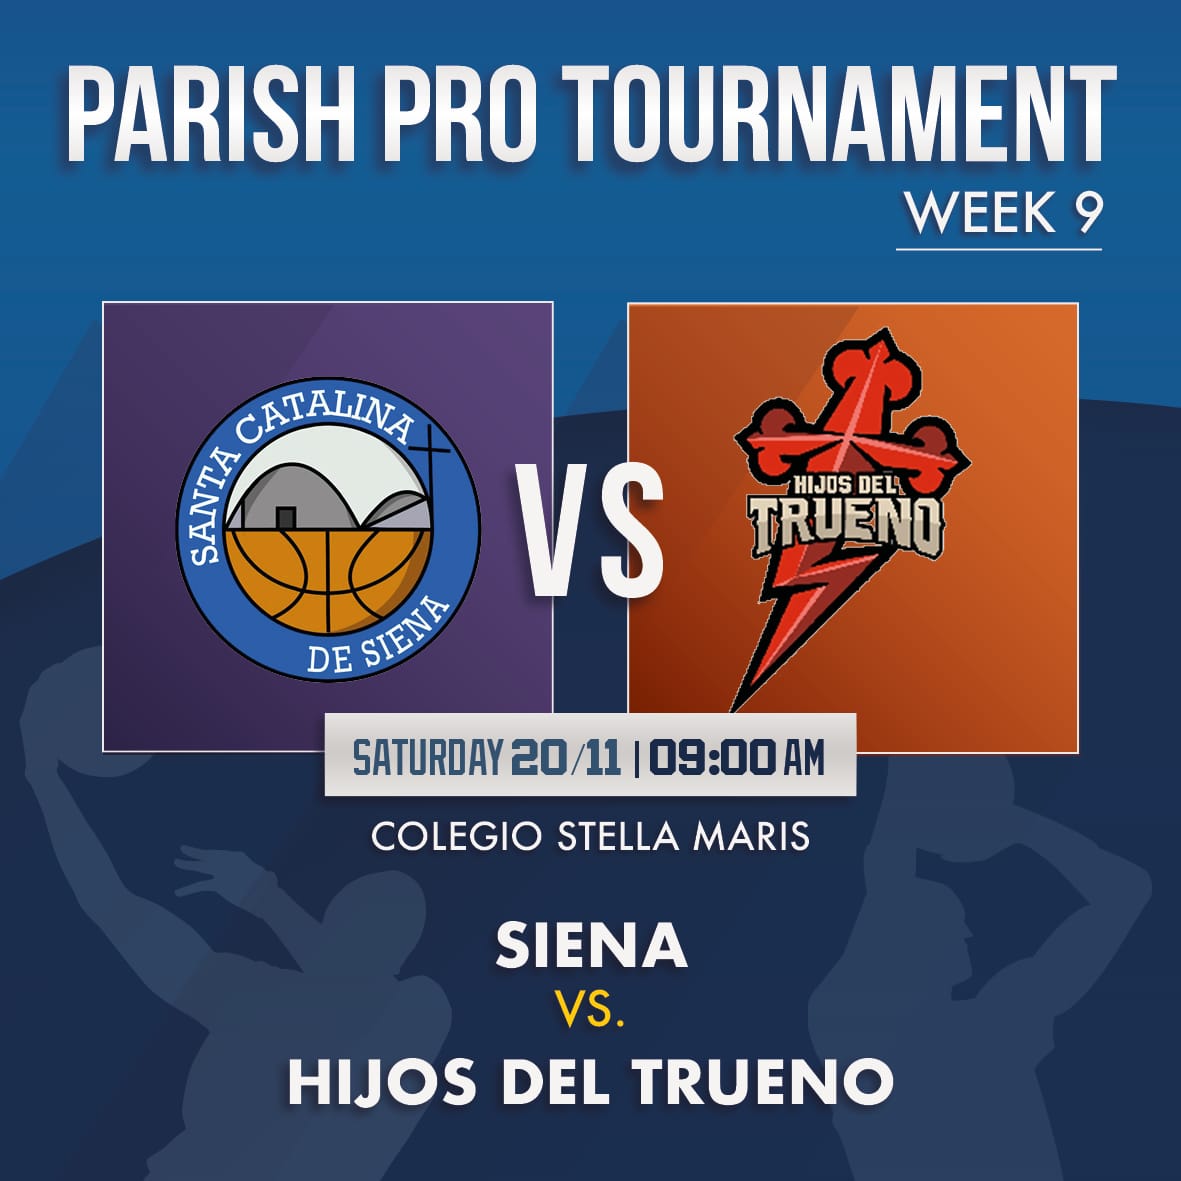 PARISH PRO TOURNAMENT
WEEK 9
SANTA CATALINA
DE SIENA
VS
HIJOS DEL
TRUENO
SATURDAY 20/11 | 09:00 AM
COLEGIO STELLA MARIS
SIENA
VS.
HIJOS DEL TRUENO